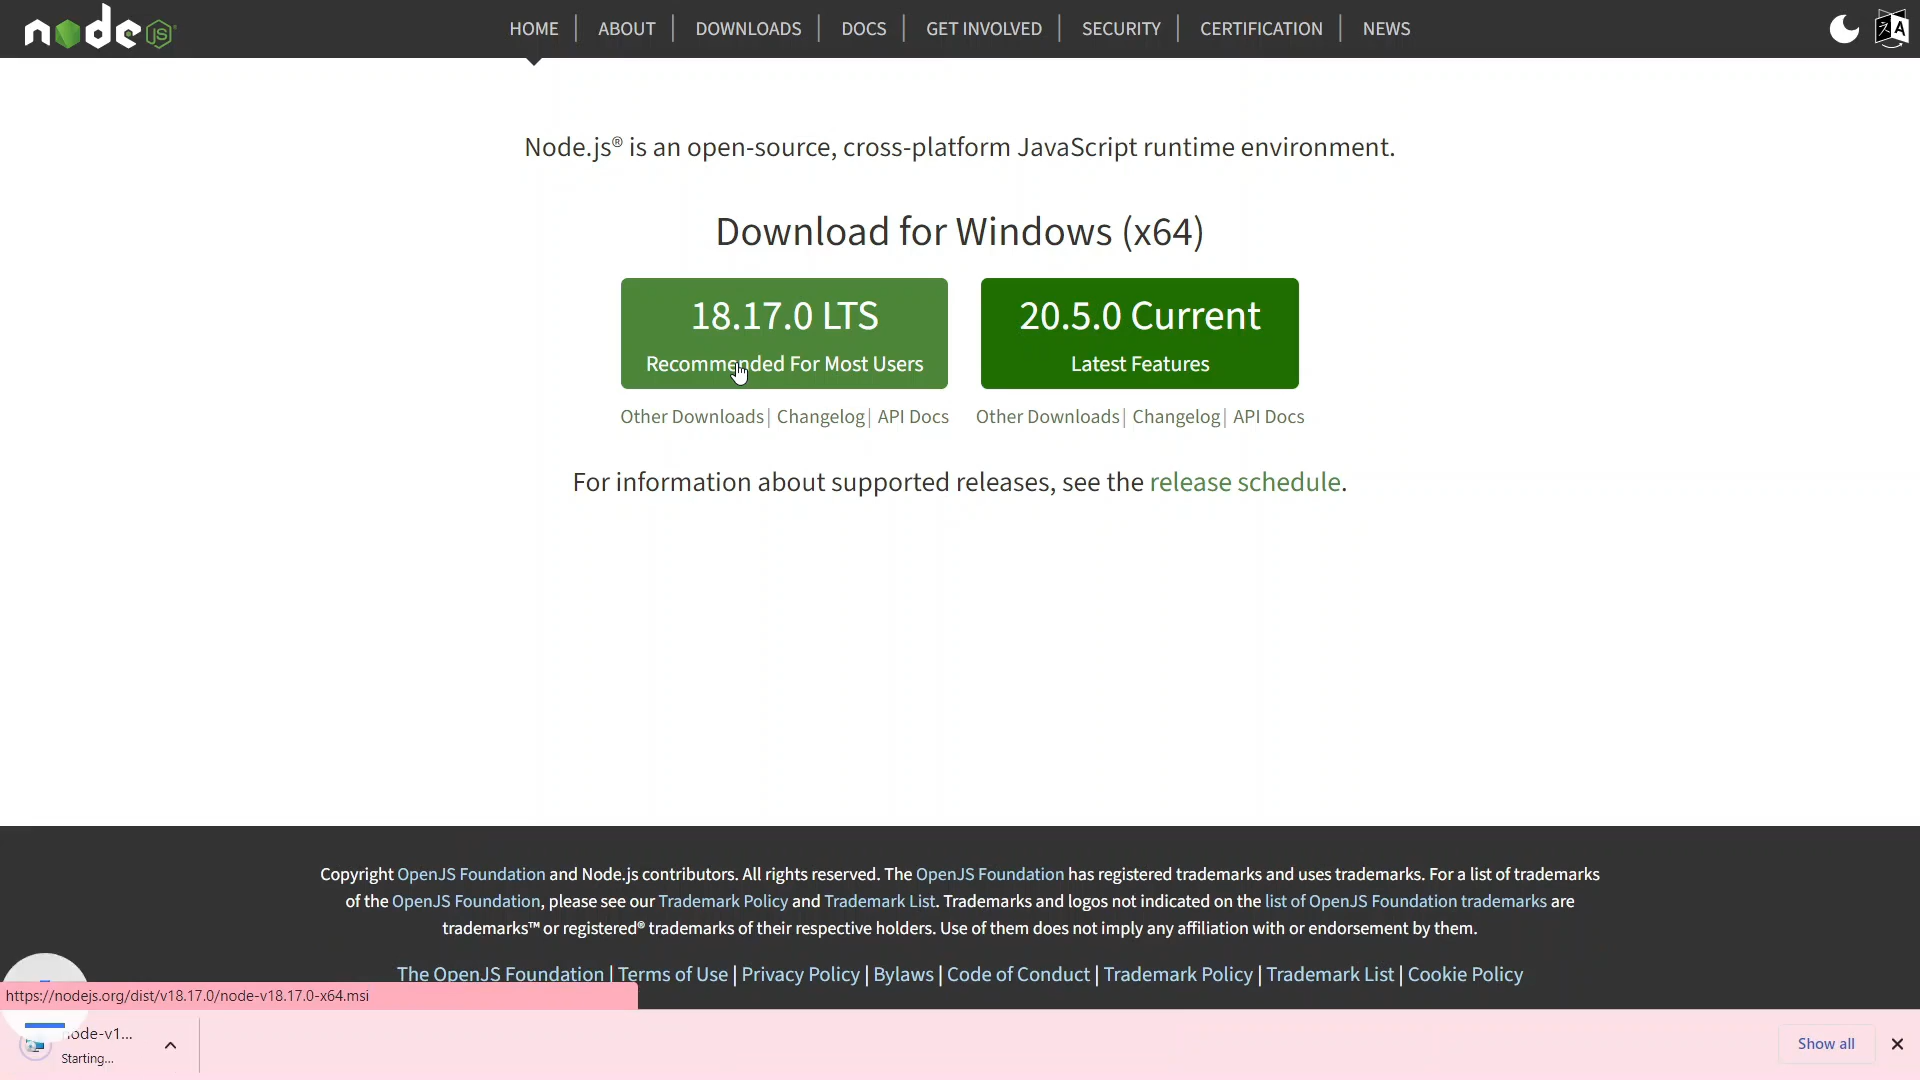 node JS
HOME | ABOUT | DOWNLOADS | DOCS | GET INVOLVED | SECURITY | CERTIFICATION | NEWS
Node.js® is an open-source, cross-platform JavaScript runtime environment.
Download for Windows (x64)
18.17.0 LTS
Recommended For Most Users
20.5.0 Current
Latest Features
Other Downloads | Changelog | API Docs
Other Downloads | Changelog | API Docs
For information about supported releases, see the release schedule.
Copyright OpenJS Foundation and Node.js contributors. All rights reserved. The OpenJS Foundation has registered trademarks and uses trademarks. For a list of trademarks
of the OpenJS Foundation, please see our Trademark Policy and Trademark List. Trademarks and logos not indicated on the list of OpenJS Foundation trademarks are
trademarks™ or registered® trademarks of their respective holders. Use of them does not imply any affiliation with or endorsement by them.
The OpenJS Foundation | Terms of Use | Privacy Policy | Bylaws | Code of Conduct | Trademark Policy | Trademark List | Cookie Policy
https://nodejs.org/dist/v18.17.0/node-v18.17.0-x64.msi
node-v1...
Starting...
Show all